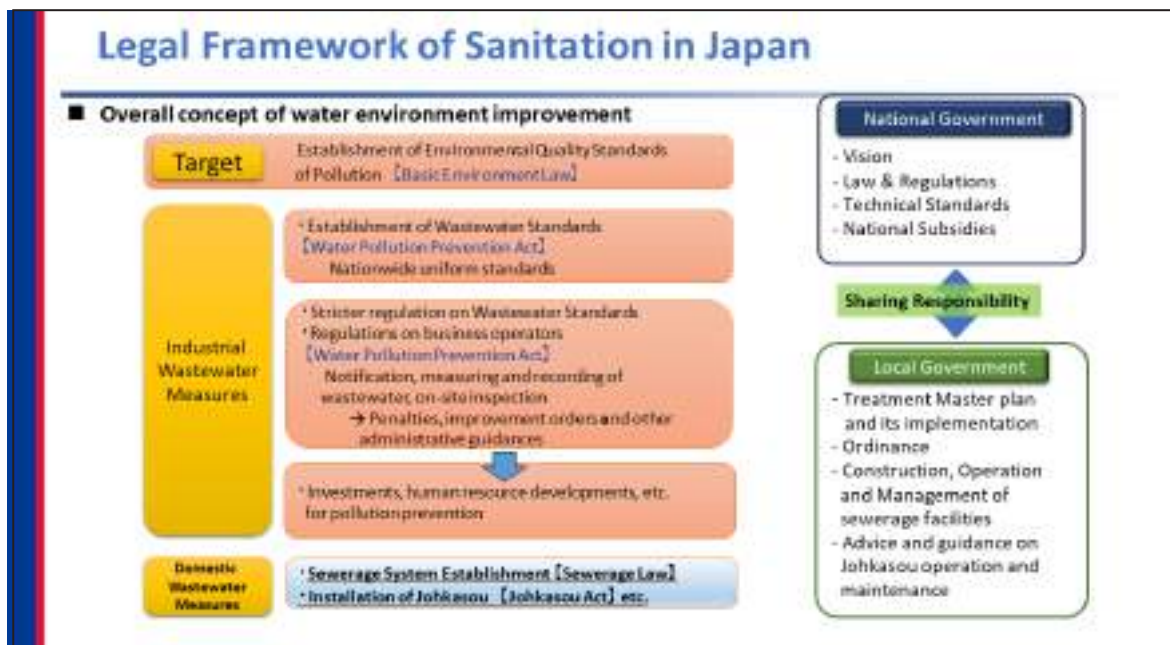 Legal Framework of Sanitation in Japan
■ Overall concept of water environment improvement
Target
Establishment of Environmental Quality Standards
of Pollution 【Basic Environment Law】
Industrial
Wastewater
Measures
・Establishment of Wastewater Standards
【Water Pollution Prevention Act】
Nationwide uniform standards
・Stricter regulation on Wastewater Standards
・Regulations on business operators
【Water Pollution Prevention Act】
Notification, measuring and recording of
wastewater, on-site inspection
→ Penalties, improvement orders and other
administrative guidances
・Investments, human resource developments, etc.
for pollution prevention
Domestic
Wastewater
Measures
・Sewerage System Establishment【Sewerage Law】
・Installation of Johkasou 【Johkasou Act】 etc.
National Government
- Vision
- Law & Regulations
- Technical Standards
- National Subsidies
Sharing Responsibility
Local Government
- Treatment Master plan
and its implementation
- Ordinance
- Construction, Operation
and Management of
sewerage facilities
- Advice and guidance on
Johkasou operation and
maintenance